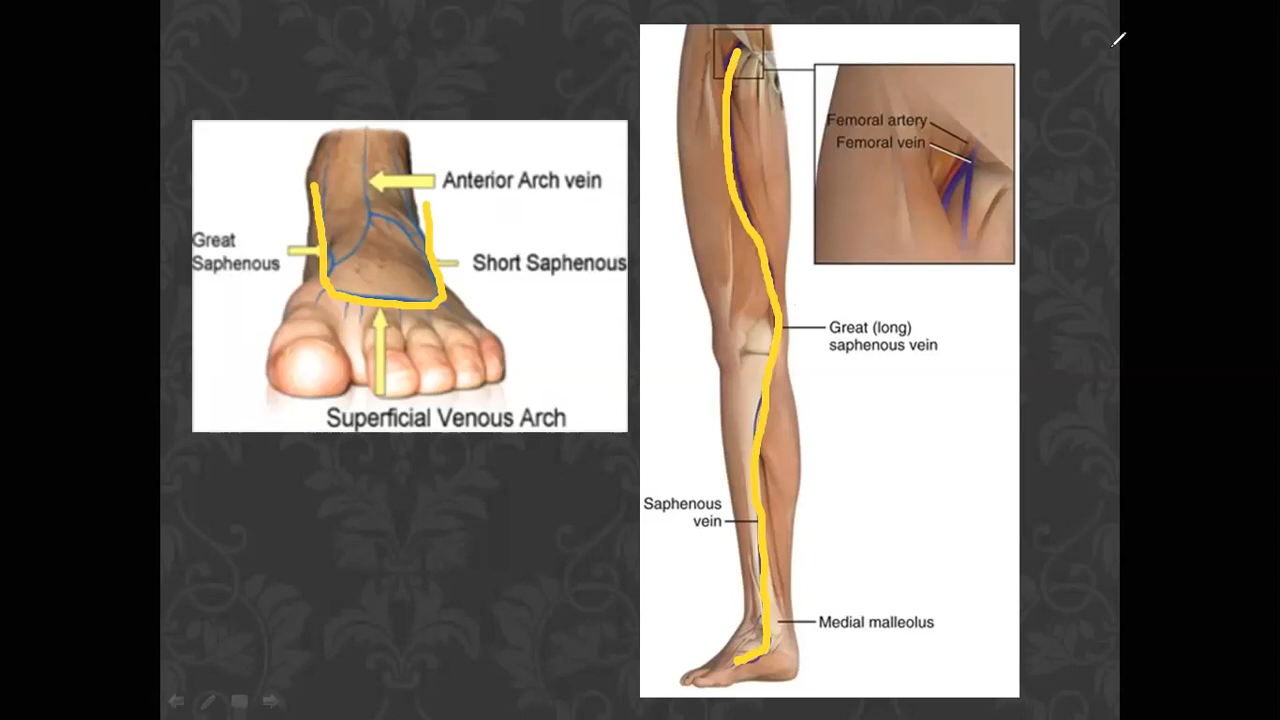 Anterior Arch vein
Great
Saphenous
Short Saphenous
Superficial Venous Arch
Femoral artery
Femoral vein
Great (long)
saphenous vein
Saphenous
vein
Medial malleolus